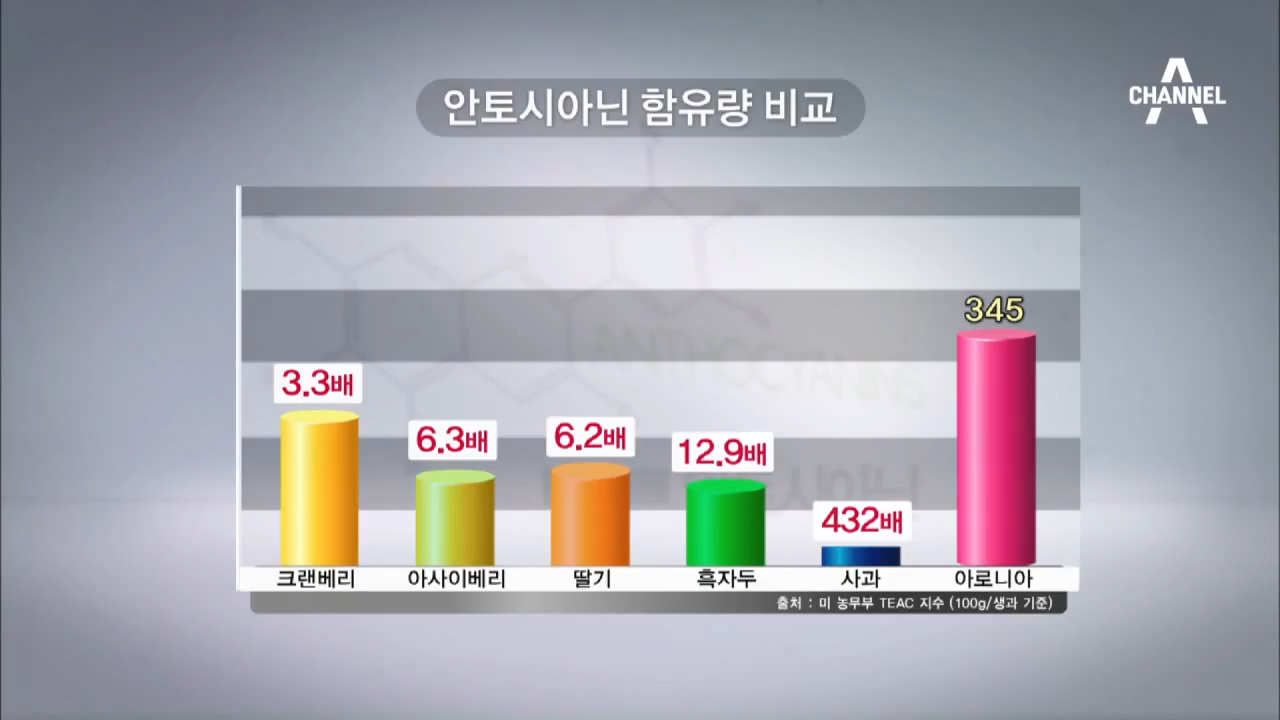 안토시아닌 함유량 비교
CHANNEL A
345
3.3배
6.3배
6.2배
12.9배
432배
ANTHOCYANINS
크랜베리 아사이베리 딸기 흑자두 사과 아로니아
출처 : 미 농무부 TEAC 지수 (100g/생과 기준)